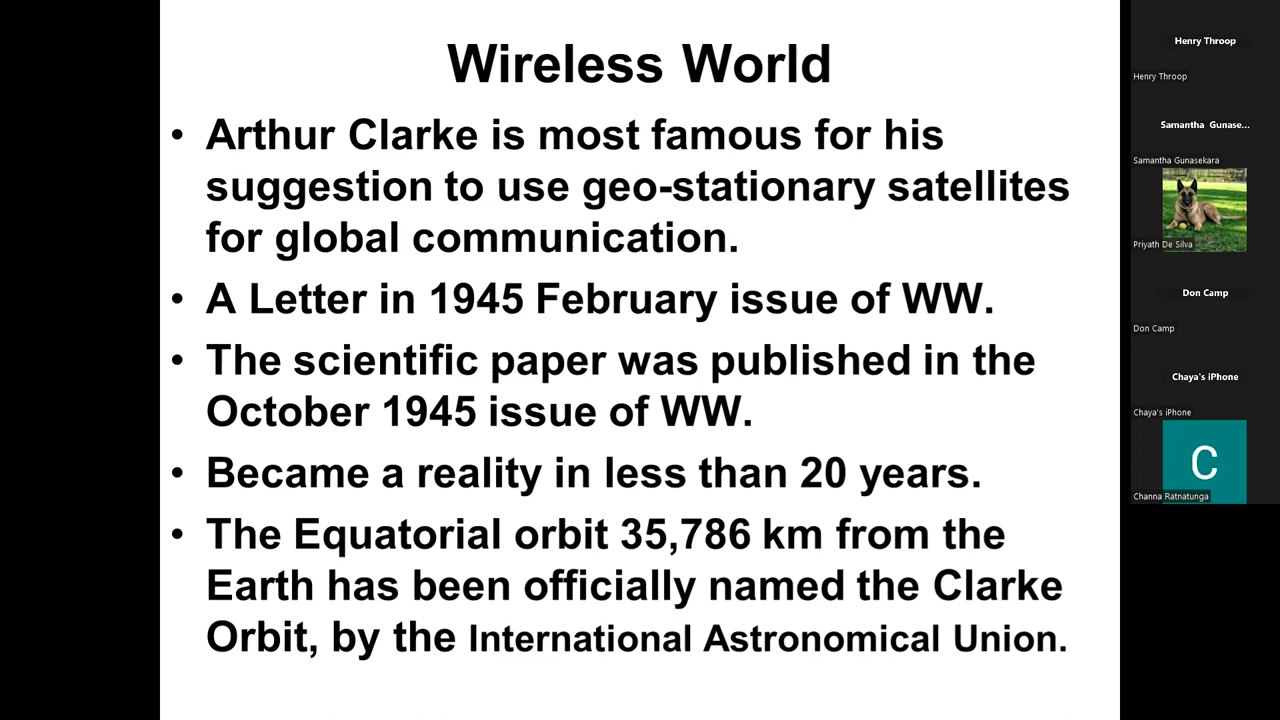 Wireless World
• Arthur Clarke is most famous for his
suggestion to use geo-stationary satellites
for global communication.
• A Letter in 1945 February issue of WW.
• The scientific paper was published in the
October 1945 issue of WW.
• Became a reality in less than 20 years.
• The Equatorial orbit 35,786 km from the
Earth has been officially named the Clarke
Orbit, by the International Astronomical Union.
Henry Throop
Henry Throop
Samantha Gunase...
Samantha Gunasekara
Priyath De Silva
Don Camp
Don Camp
Chaya's iPhone
Chaya's iPhone
C
Channa Ratnatunga